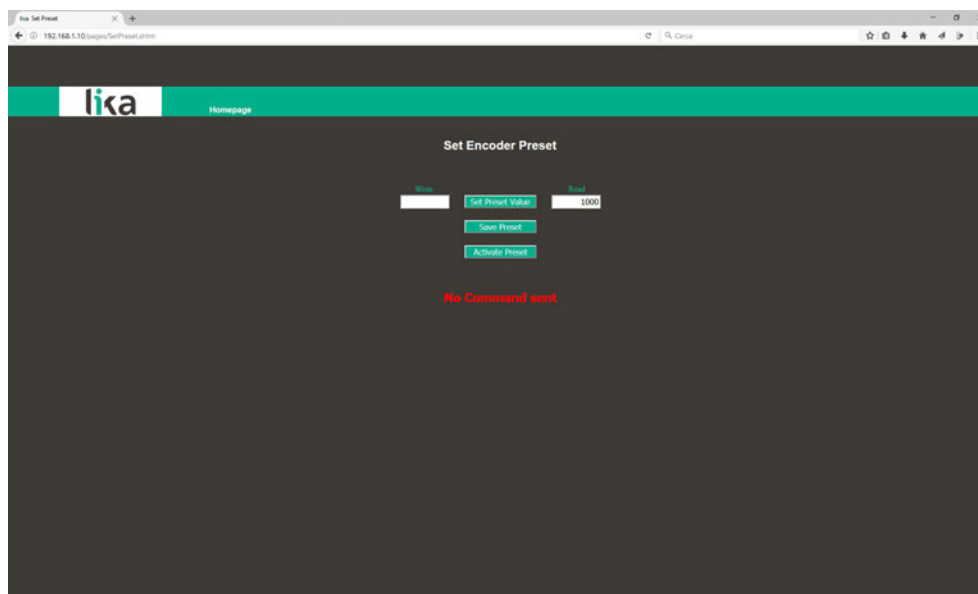 lika Set Preset
192.168.1.10/pages/SetPreset.shtm
Cerca
lika
Homepage
Set Encoder Preset
Write Read
Set Preset Value 1000
Save Preset
Activate Preset
No Command sent